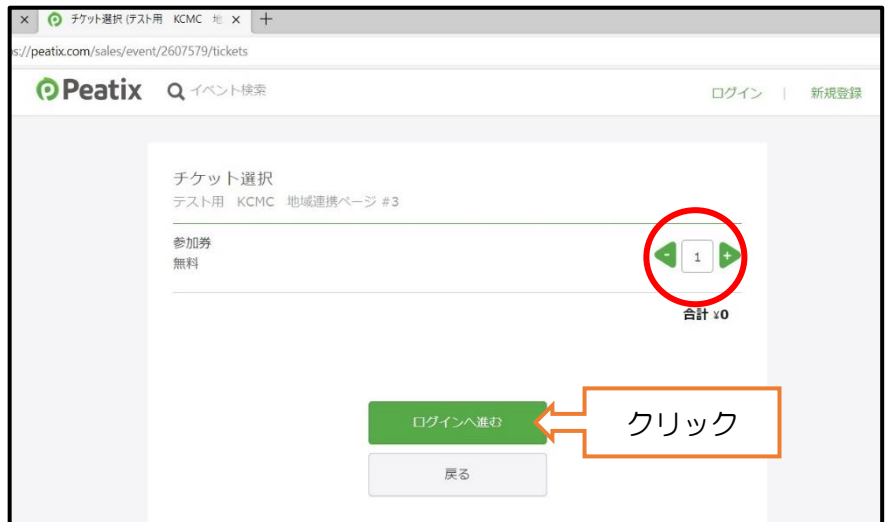 チケット選択 (テスト用 KCMC 地
s://peatix.com/sales/event/2607579/tickets
Peatix イベント検索 ログイン | 新規登録
チケット選択
テスト用 KCMC 地域連携ページ #3
参加券
無料
- 1 +
合計 ¥0
ログインへ進む
クリック
戻る